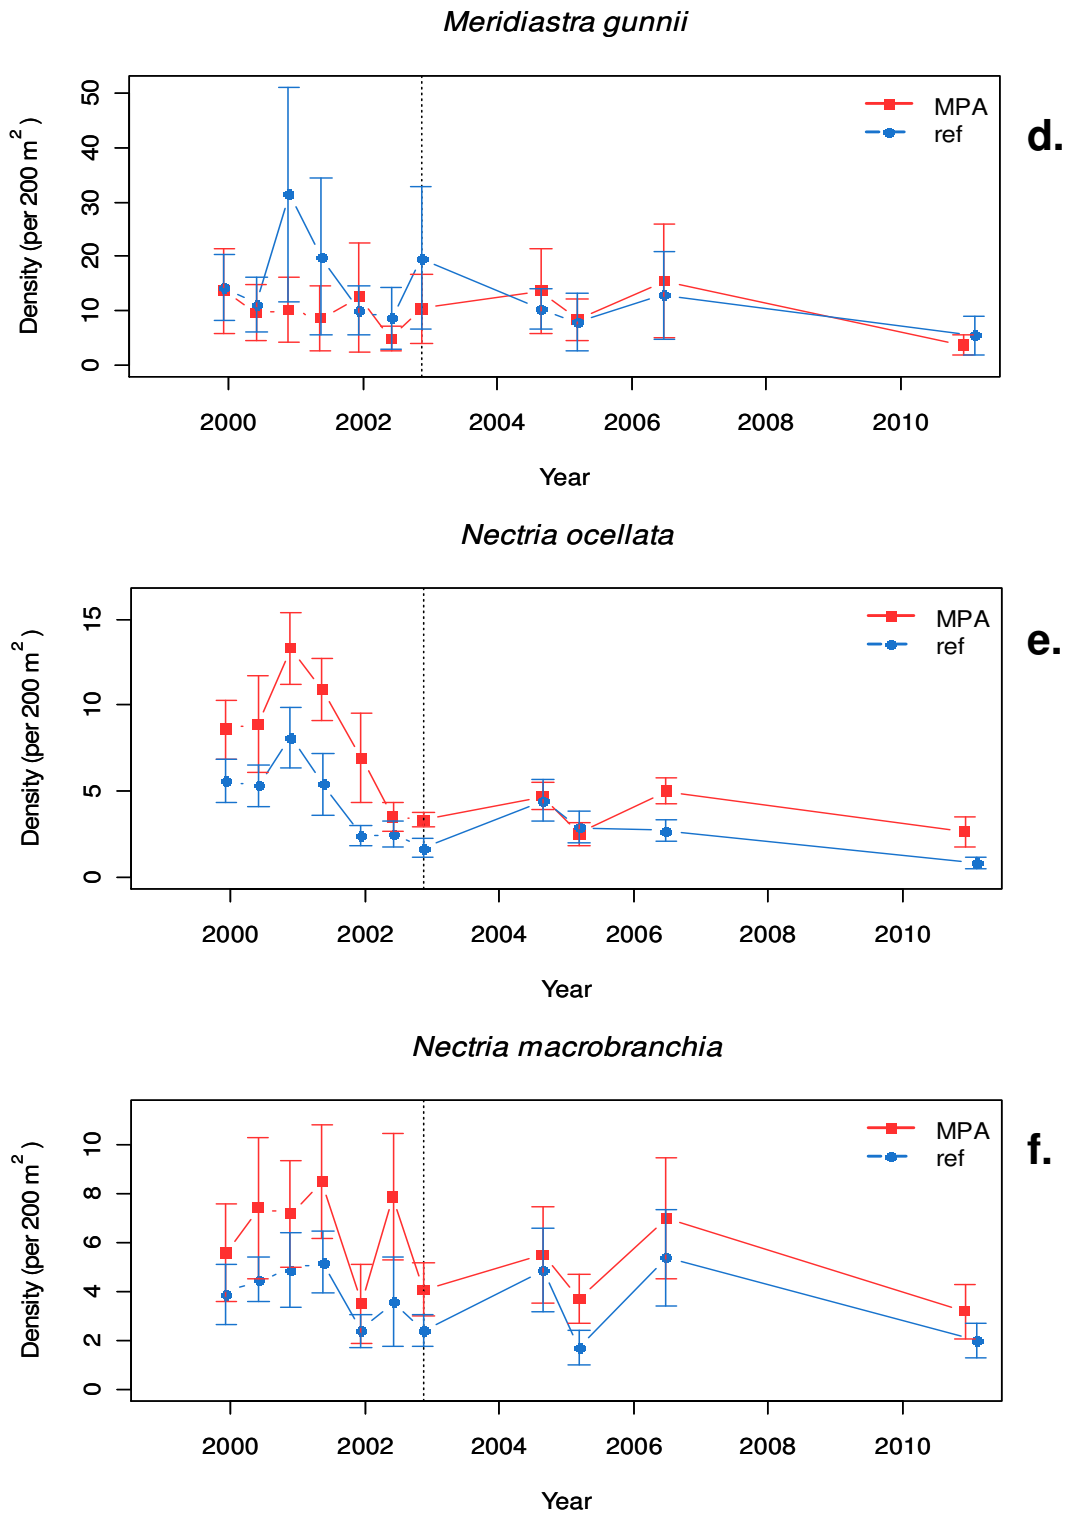 Meridiastra gunnii
Density (per 200 m²)
50
40
30
20
10
0
MPA
ref
d.
2000 2002 2004 2006 2008 2010
Year
Nectria ocellata
Density (per 200 m²)
15
10
5
0
MPA
ref
e.
2000 2002 2004 2006 2008 2010
Year
Nectria macrobranchia
Density (per 200 m²)
10
8
6
4
2
0
MPA
ref
f.
2000 2002 2004 2006 2008 2010
Year